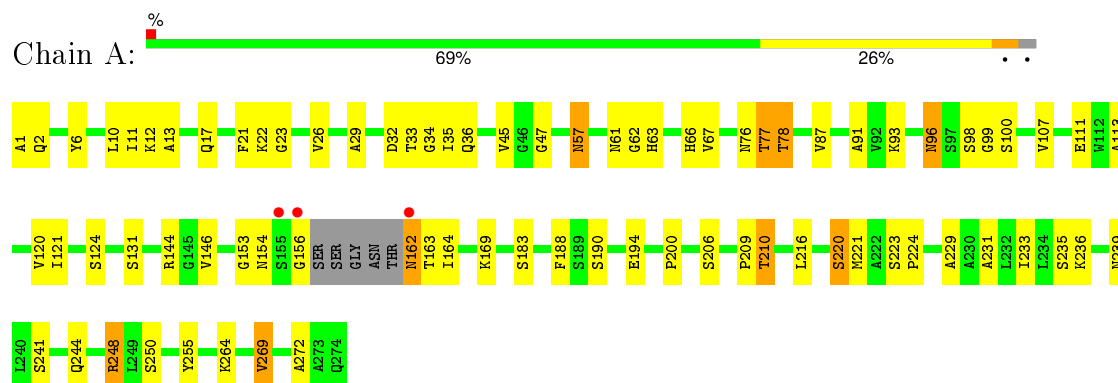 %
Chain A:
69% 26% • •
A1 Q2 Y6 L10 I11 K12 A13 Q17 F21 K22 G23 V26 A29 D32 T33 G34 I35 Q36 V45 G46 G47 N57 N61 G62 H63 H66 V67 N76 T77 T78 V87 A91 V92 K93 N96 S97 S98 G99 S100 V107 E111 W112 A113
V120 I121 S124 S131 R144 G145 V146 G153 N154 S155 G156 SER SER GLY ASN THR N162 T163 I164 K169 S183 F188 S189 S190 E194 P200 S206 P209 T210 L216 S220 M221 A222 S223 P224 A229 A230 A231 L232 I233 L234 S235 K236
L240 S241 Q244 R248 L249 S250 Y255 K264 V269 A272 A273 Q274